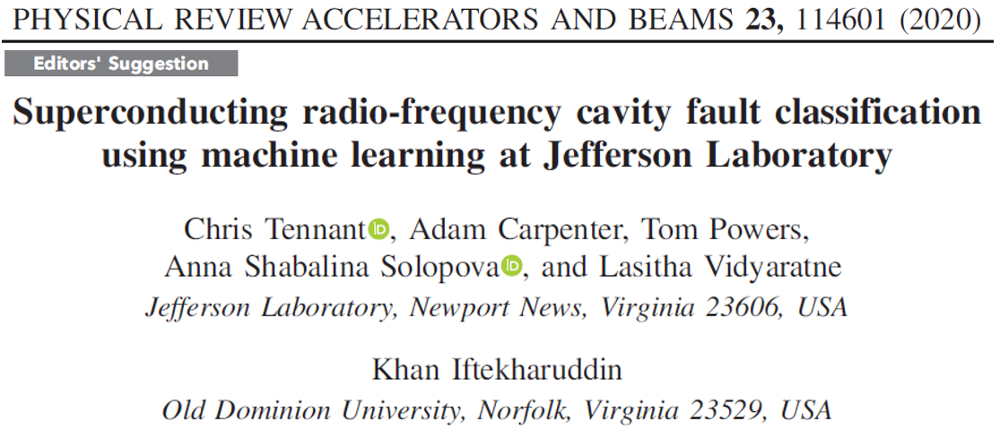 PHYSICAL REVIEW ACCELERATORS AND BEAMS 23, 114601 (2020)
Editors' Suggestion
Superconducting radio-frequency cavity fault classification
using machine learning at Jefferson Laboratory
Chris Tennant iD, Adam Carpenter, Tom Powers,
Anna Shabalina Solopova iD, and Lasitha Vidyaratne
Jefferson Laboratory, Newport News, Virginia 23606, USA
Khan Iftekharuddin
Old Dominion University, Norfolk, Virginia 23529, USA